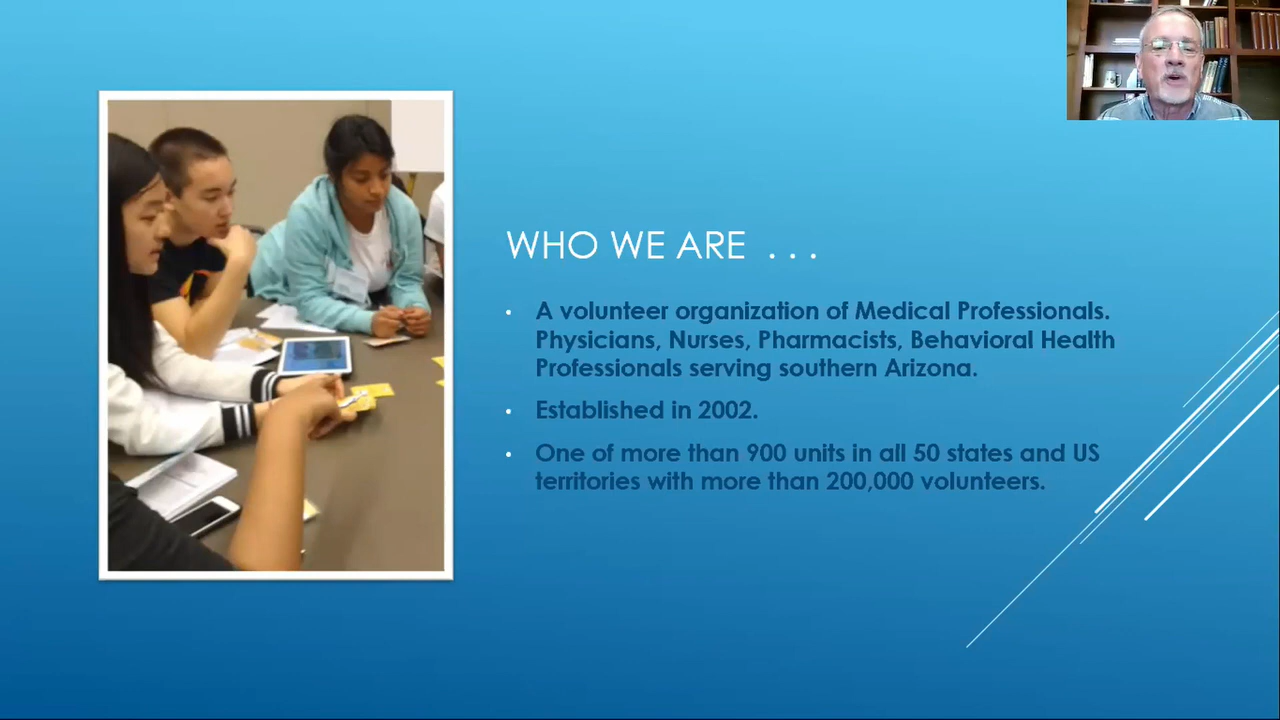 WHO WE ARE . . .
• A volunteer organization of Medical Professionals.
Physicians, Nurses, Pharmacists, Behavioral Health
Professionals serving southern Arizona.
• Established in 2002.
• One of more than 900 units in all 50 states and US
territories with more than 200,000 volunteers.